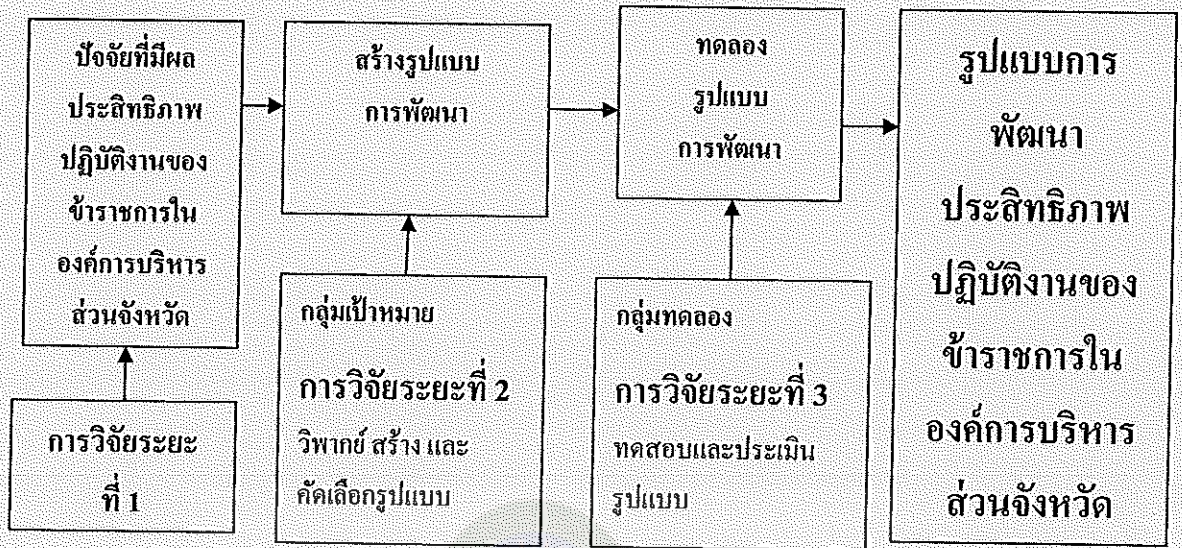 ปัจจัยที่มีผล
ประสิทธิภาพ
ปฏิบัติงานของ
ข้าราชการใน
องค์การบริหาร
ส่วนจังหวัด
การวิจัยระยะ
ที่ 1
สร้างรูปแบบ
การพัฒนา
กลุ่มเป้าหมาย
การวิจัยระยะที่ 2
วิพากย์ สร้าง และ
คัดเลือกรูปแบบ
ทดลอง
รูปแบบ
การพัฒนา
กลุ่มทดลอง
การวิจัยระยะที่ 3
ทดสอบและประเมิน
รูปแบบ
รูปแบบการ
พัฒนา
ประสิทธิภาพ
ปฏิบัติงานของ
ข้าราชการใน
องค์การบริหาร
ส่วนจังหวัด